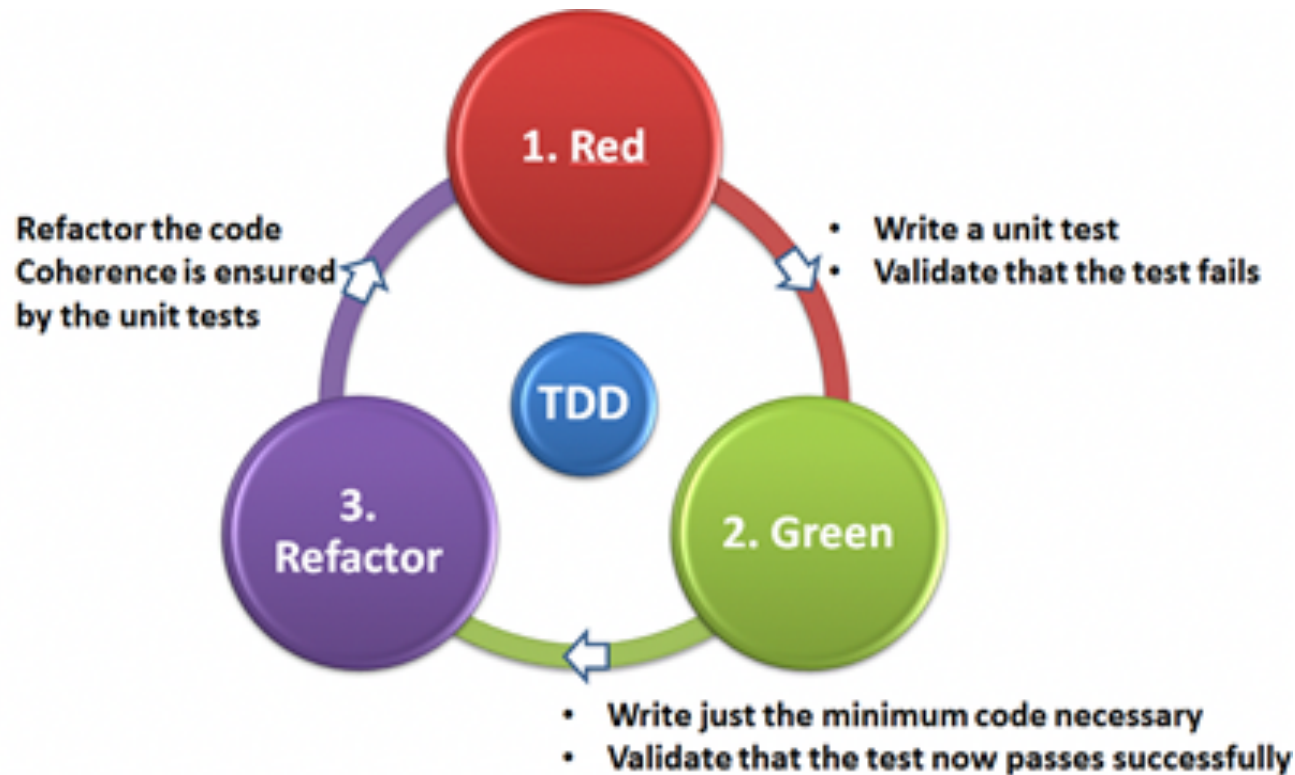 1. Red
• Write a unit test
• Validate that the test fails
Refactor the code
Coherence is ensured
by the unit tests
TDD
3.
Refactor
2. Green
• Write just the minimum code necessary
• Validate that the test now passes successfully